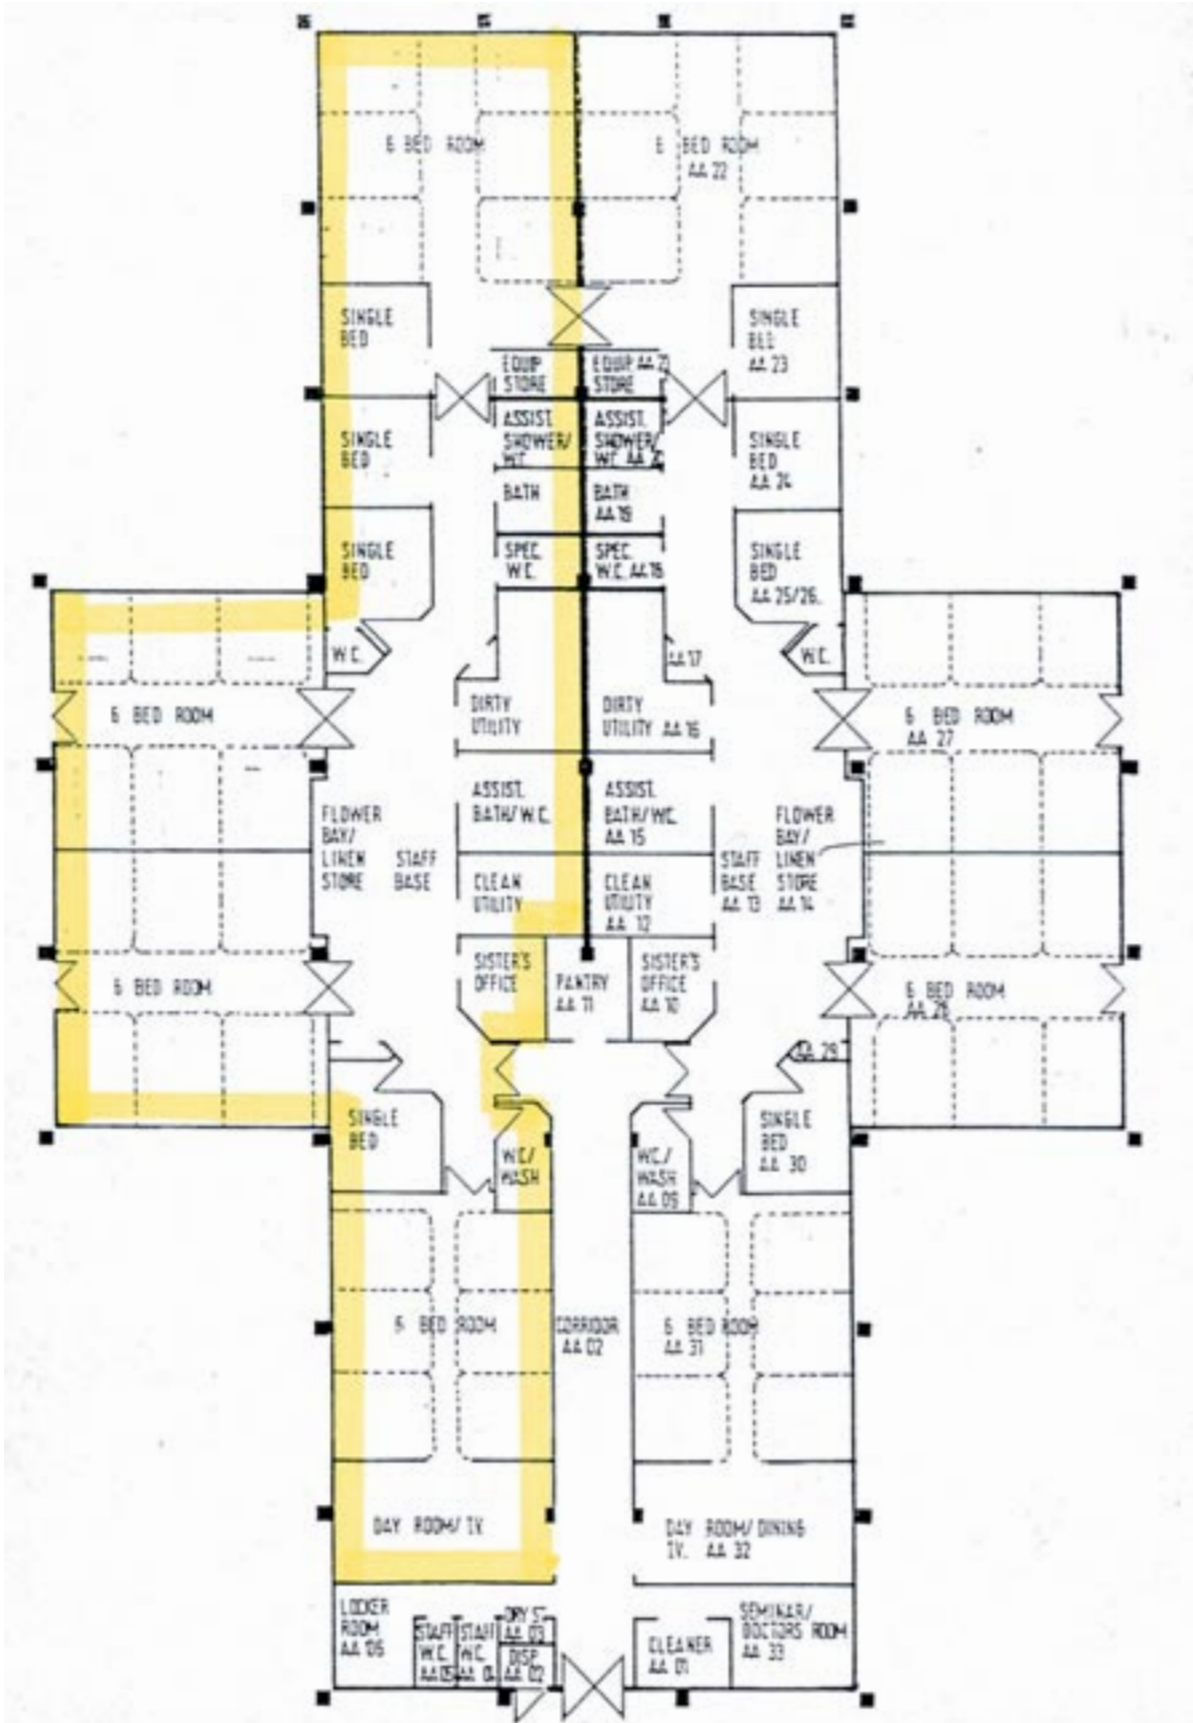 6 BED ROOM
6 BED ROOM
AA 22
SINGLE
BED
EQUIP.
STORE
EQUIP. AA 21
STORE
SINGLE
BED
AA 23
SINGLE
BED
ASSIST.
SHOWER/
W.C.
ASSIST.
SHOWER/
W.C. AA 20
SINGLE
BED
AA 24
BATH
BATH
AA 19
SINGLE
BED
SPEC.
W.C.
SPEC.
W.C. AA 18
SINGLE
BED
AA 25/26.
W.C.
AA 17
W.C.
6 BED ROOM
DIRTY
UTILITY
DIRTY
UTILITY AA 16
6 BED ROOM
AA 27
FLOWER
BAY/
LINEN
STORE
STAFF
BASE
ASSIST.
BATH/W.C.
ASSIST.
BATH/WC.
AA 15
FLOWER
BAY/
LINEN
STORE
AA 14
STAFF
BASE
AA 13
CLEAN
UTILITY
CLEAN
UTILITY
AA 12
6 BED ROOM
SISTER'S
OFFICE
PANTRY
AA 11
SISTER'S
OFFICE
AA 10
6 BED ROOM
AA 28
AA 29
SINGLE
BED
W.C./
WASH
W.C./
WASH
AA 09
SINGLE
BED
AA 30
6 BED ROOM
CORRIDOR
AA 02
6 BED ROOM
AA 31
DAY ROOM/ T.V.
DAY ROOM/ DINING
T.V. AA 32
LOCKER
ROOM
AA 06
STAFF
W.C.
AA 05
STAFF
W.C.
AA 04
DRY ST.
AA 03
DISP.
AA 02
CLEANER
AA 01
SEMINAR/
DOCTORS ROOM
AA 33